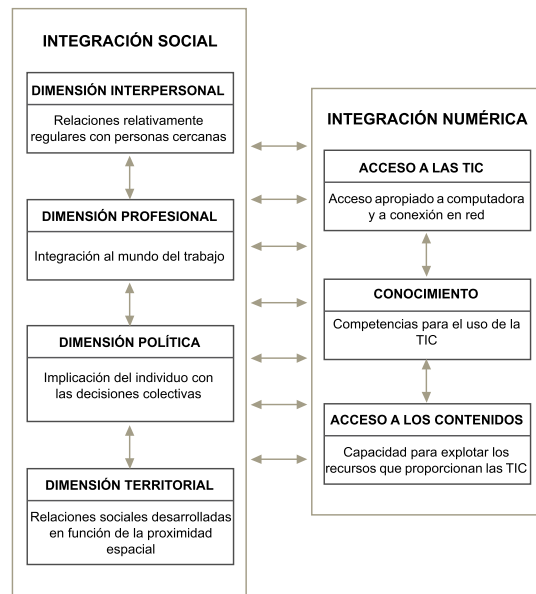 INTEGRACIÓN SOCIAL
DIMENSIÓN INTERPERSONAL
Relaciones relativamente
regulares con personas cercanas
DIMENSIÓN PROFESIONAL
Integración al mundo del trabajo
DIMENSIÓN POLÍTICA
Implicación del individuo con
las decisiones colectivas
DIMENSIÓN TERRITORIAL
Relaciones sociales desarrolladas
en función de la proximidad
espacial
INTEGRACIÓN NUMÉRICA
ACCESO A LAS TIC
Acceso apropiado a computadora
y a conexión en red
CONOCIMIENTO
Competencias para el uso de la
TIC
ACCESO A LOS CONTENIDOS
Capacidad para explotar los
recursos que proporcionan las TIC